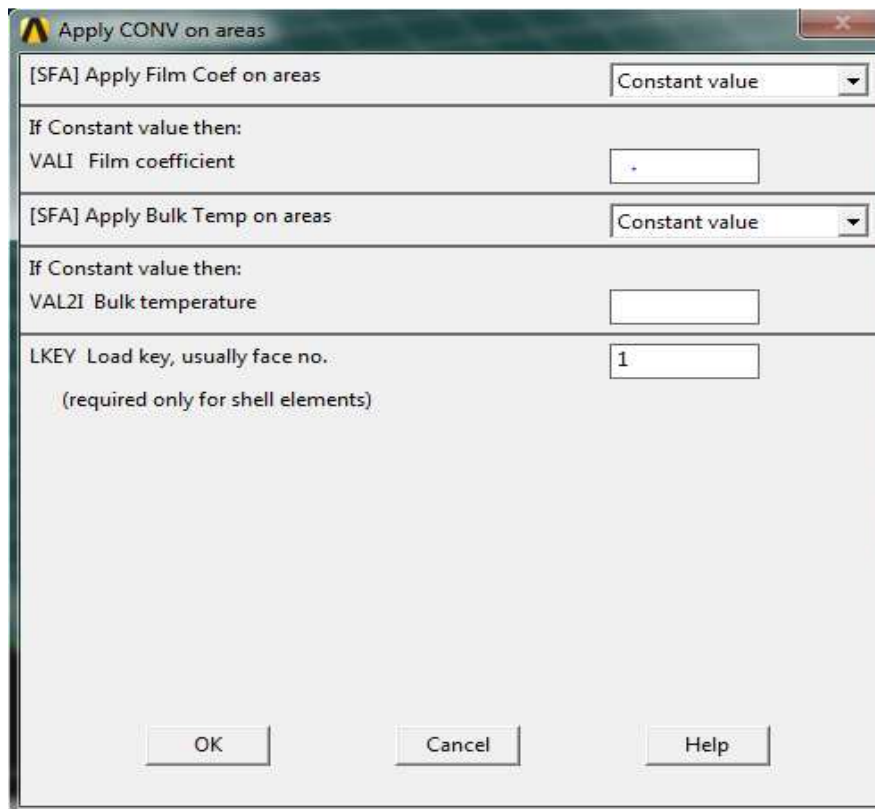 Apply CONV on areas
[SFA] Apply Film Coef on areas Constant value
If Constant value then:
VALI Film coefficient
[SFA] Apply Bulk Temp on areas Constant value
If Constant value then:
VAL2I Bulk temperature
LKEY Load key, usually face no. 1
(required only for shell elements)
OK Cancel Help